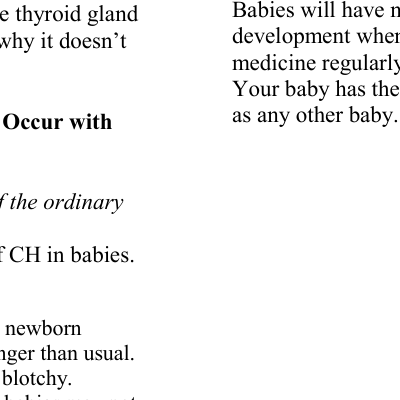 e thyroid gland
why it doesn’t
Occur with
f the ordinary
f CH in babies.
newborn
nger than usual.
blotchy.
Babies will have
development when
medicine regularly
Your baby has the
as any other baby.